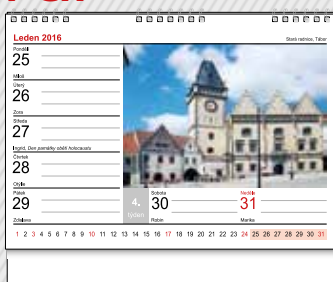 Leden 2016
Stará radnice, Tábor
Pondělí
25
Miloš
Úterý
26
Zora
Středa
27
Ingrid, Den památky obětí holocaustu
Čtvrtek
28
Otýlie
Pátek
29
Zdislava
4.
týden
Sobota
30
Robin
Neděle
31
Marika
1 2 3 4 5 6 7 8 9 10 11 12 13 14 15 16 17 18 19 20 21 22 23 24 25 26 27 28 29 30 31